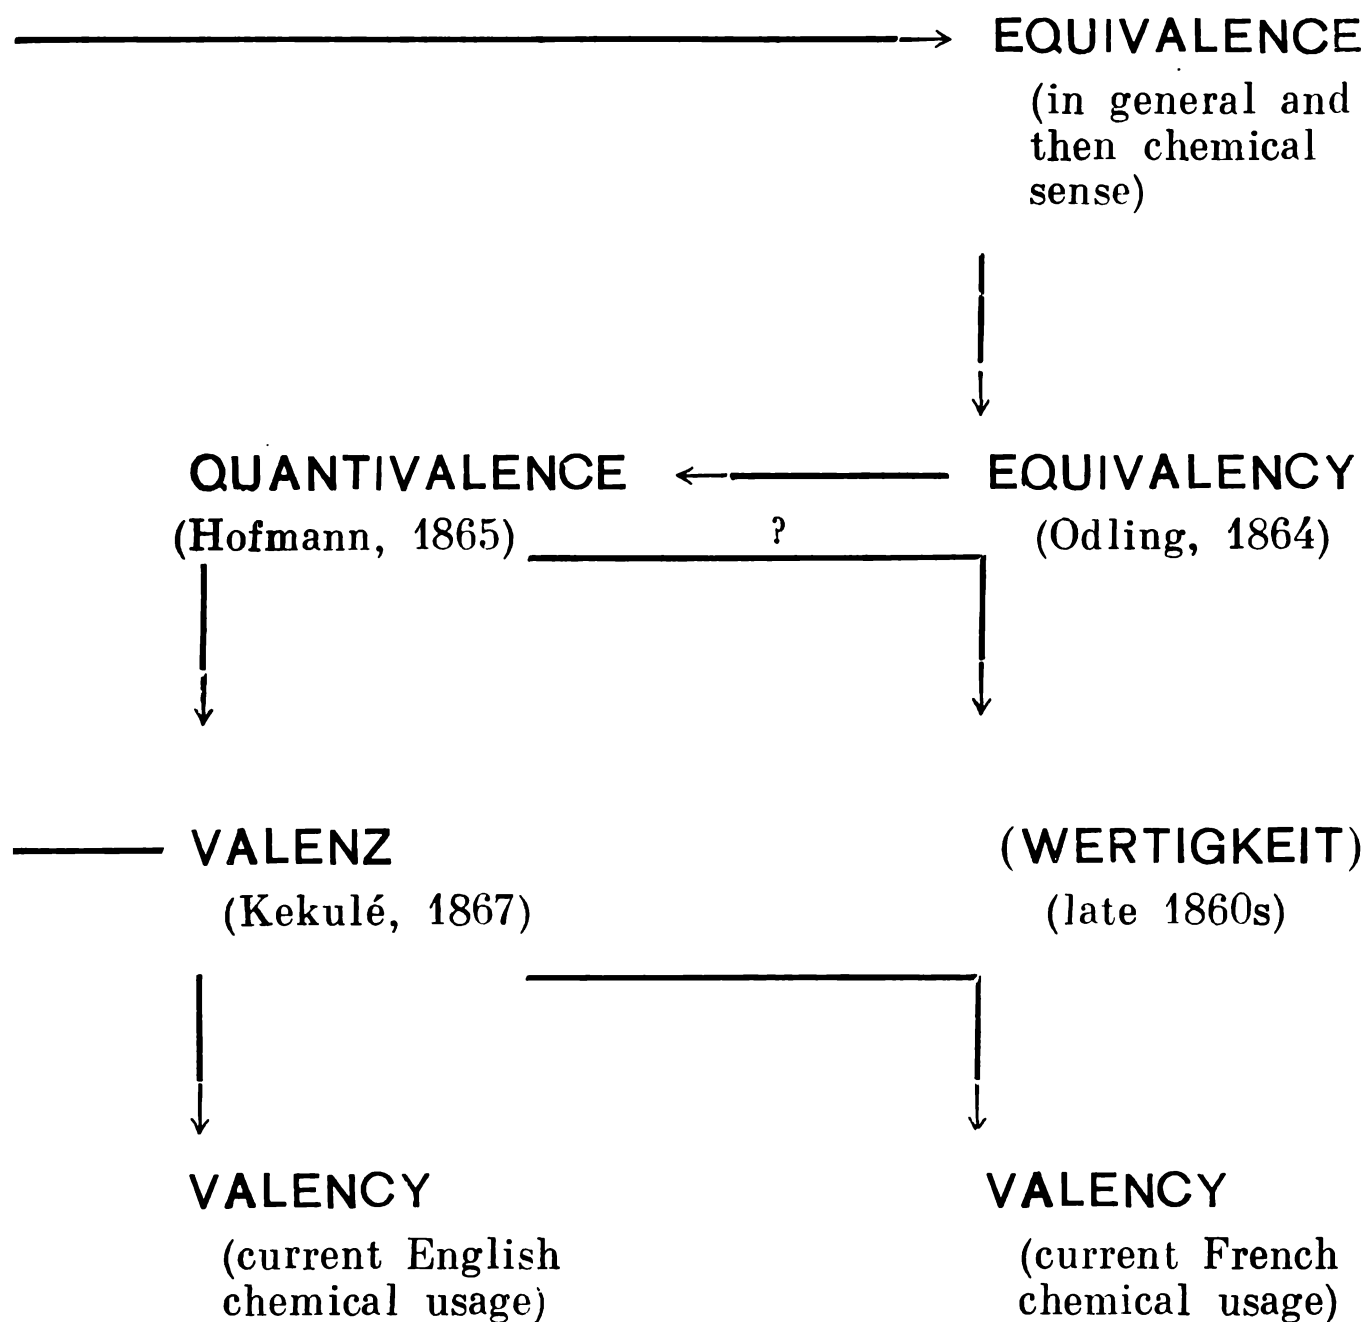 EQUIVALENCE
(in general and
then chemical
sense)
QUANTIVALENCE
EQUIVALENCY
(Hofmann, 1865)
?
(Odling, 1864)
VALENZ
(WERTIGKEIT)
(Kekulé, 1867)
(late 1860s)
VALENCY
VALENCY
(current English
chemical usage)
(current French
chemical usage)